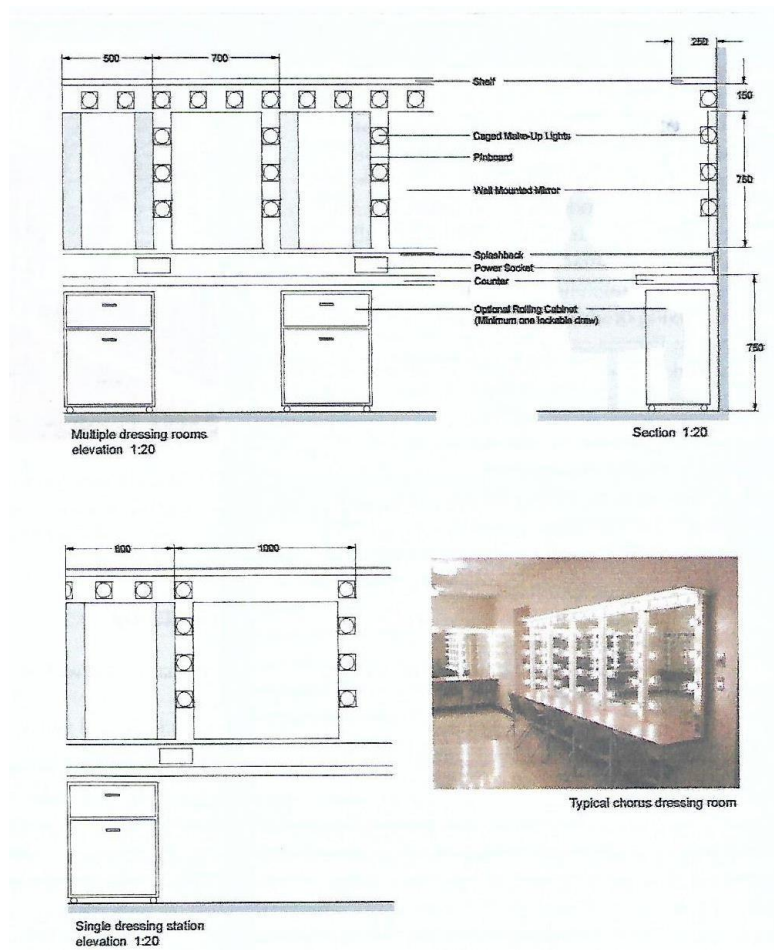 500
700
250
Shelf
150
Caged Make-Up Lights
Pinboard
750
Wall Mounted Mirror
Splashback
Power Socket
Counter
Optional Rolling Cabinet
(Minimum one lockable draw)
750
Multiple dressing rooms
elevation 1:20
Section 1:20
600
1000
Typical chorus dressing room
Single dressing station
elevation 1:20